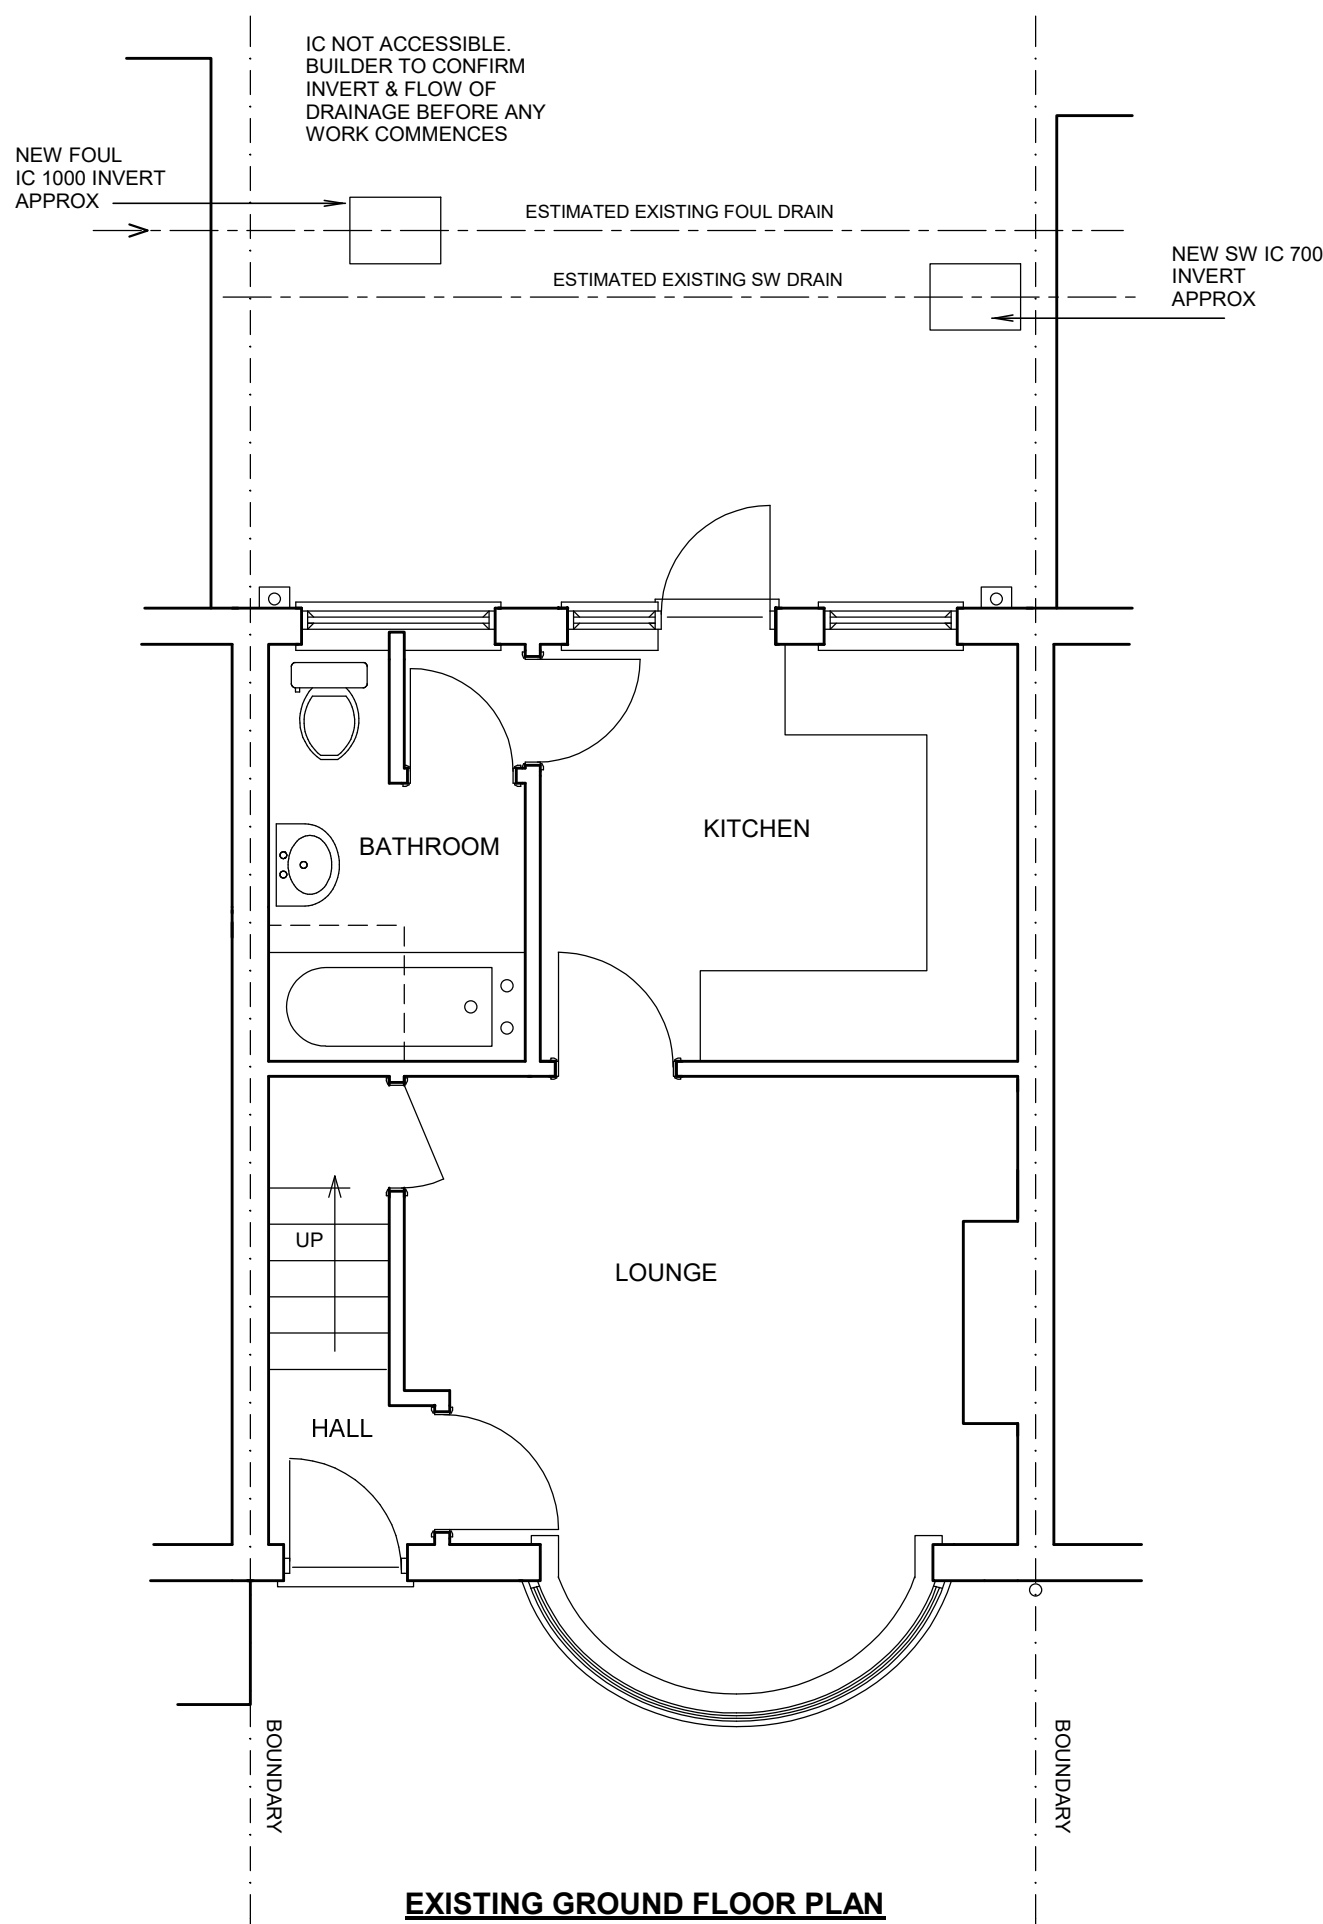 IC NOT ACCESSIBLE.
BUILDER TO CONFIRM
INVERT & FLOW OF
DRAINAGE BEFORE ANY
WORK COMMENCES
NEW FOUL
IC 1000 INVERT
APPROX
ESTIMATED EXISTING FOUL DRAIN
NEW SW IC 700
INVERT
APPROX
ESTIMATED EXISTING SW DRAIN
KITCHEN
BATHROOM
UP
LOUNGE
HALL
BOUNDARY
BOUNDARY
EXISTING GROUND FLOOR PLAN